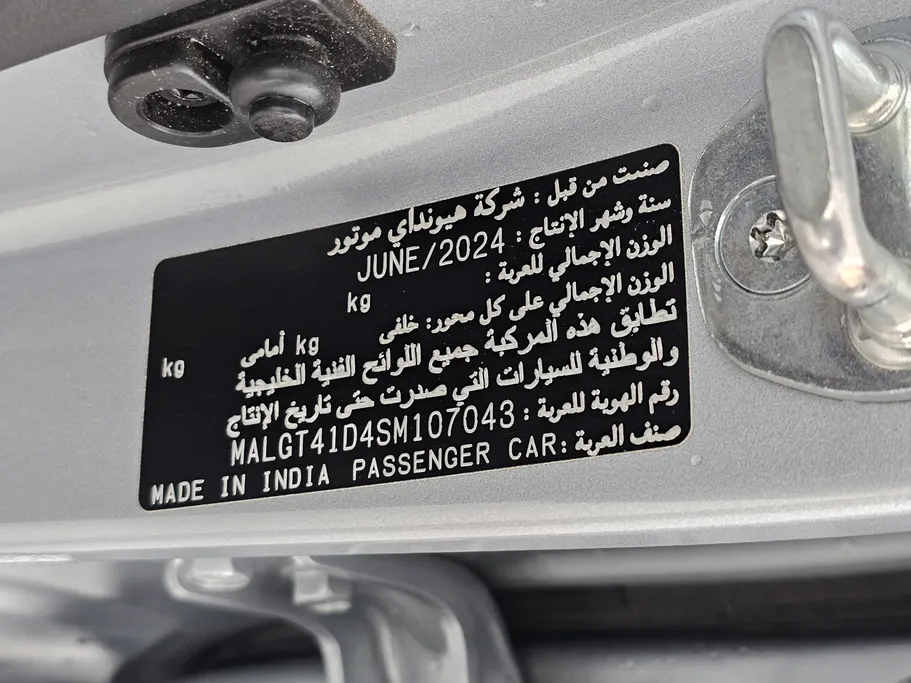 صنعت من قبل : شركة هيونداي موتور
سنة وشهر الإنتاج : JUNE/2024
الوزن الإجمالي للعربة : kg
الوزن الإجمالي على كل محور: خلفى kg أمامى kg
تطابق هذه المركبة جميع اللوائح الفنية الخليجية
والوطنية للسيارات التي صدرت حتى تاريخ الإنتاج
رقم الهوية للعربة : MALGT41D4SM107043
صنف العربة : PASSENGER CAR MADE IN INDIA